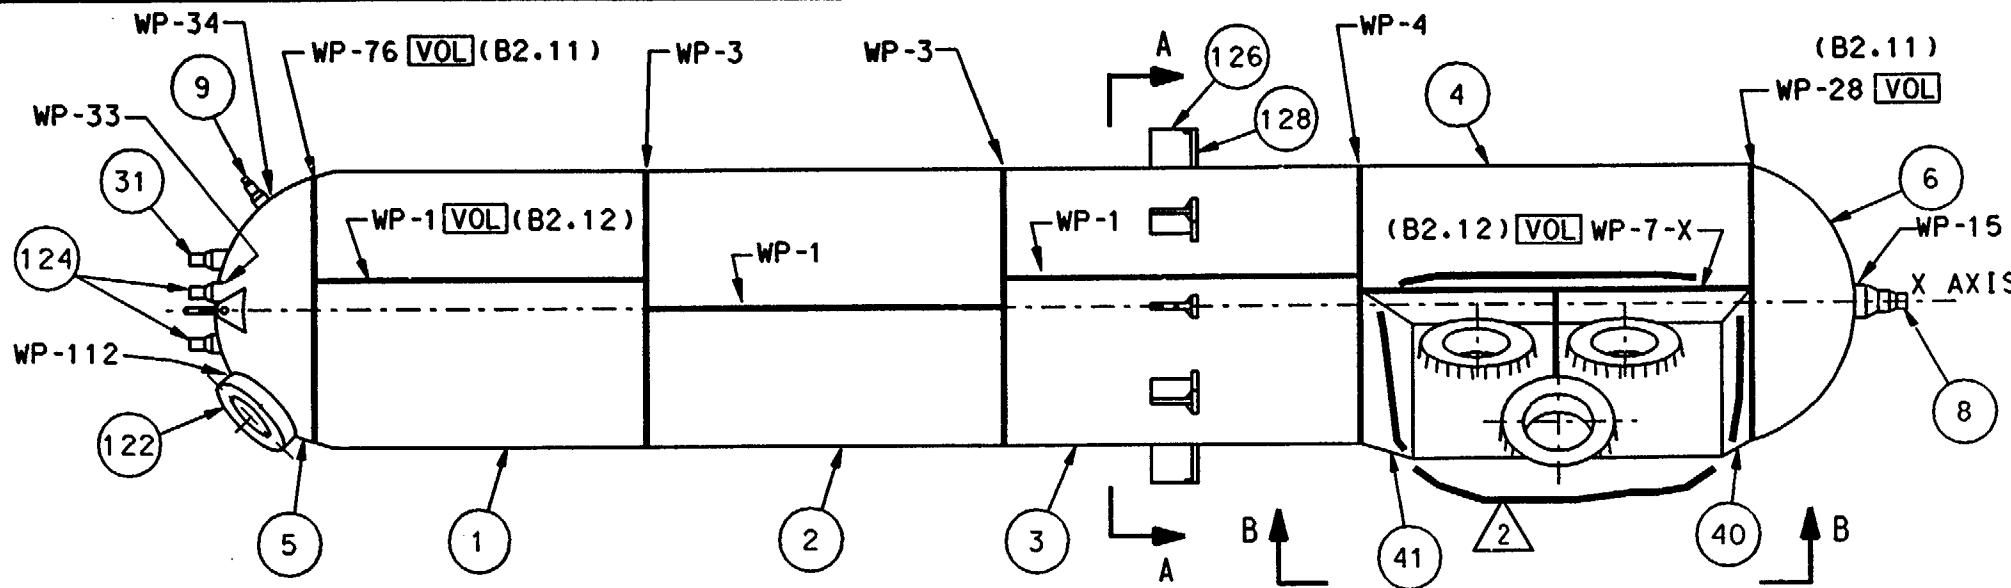 WP-34
WP-76 VOL (B2.11)
WP-3
WP-3
A
126
WP-4
(B2.11)
WP-28 VOL
9
4
128
WP-33
31
6
WP-1 VOL (B2.12)
WP-1
(B2.12) VOL WP-7-X
WP-15
124
WP-1
X AXIS
WP-112
122
8
5
1
2
3
A
B
41
2
40
B